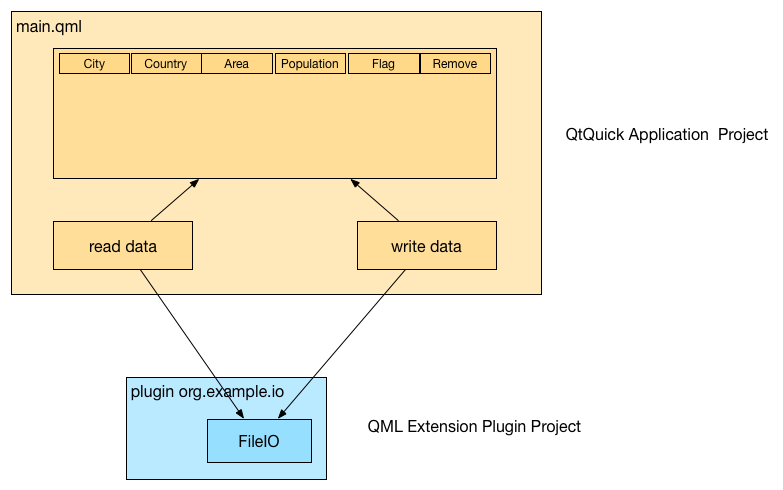 main.qml
City Country Area Population Flag Remove
QtQuick Application Project
read data write data
plugin org.example.io
QML Extension Plugin Project
FileIO